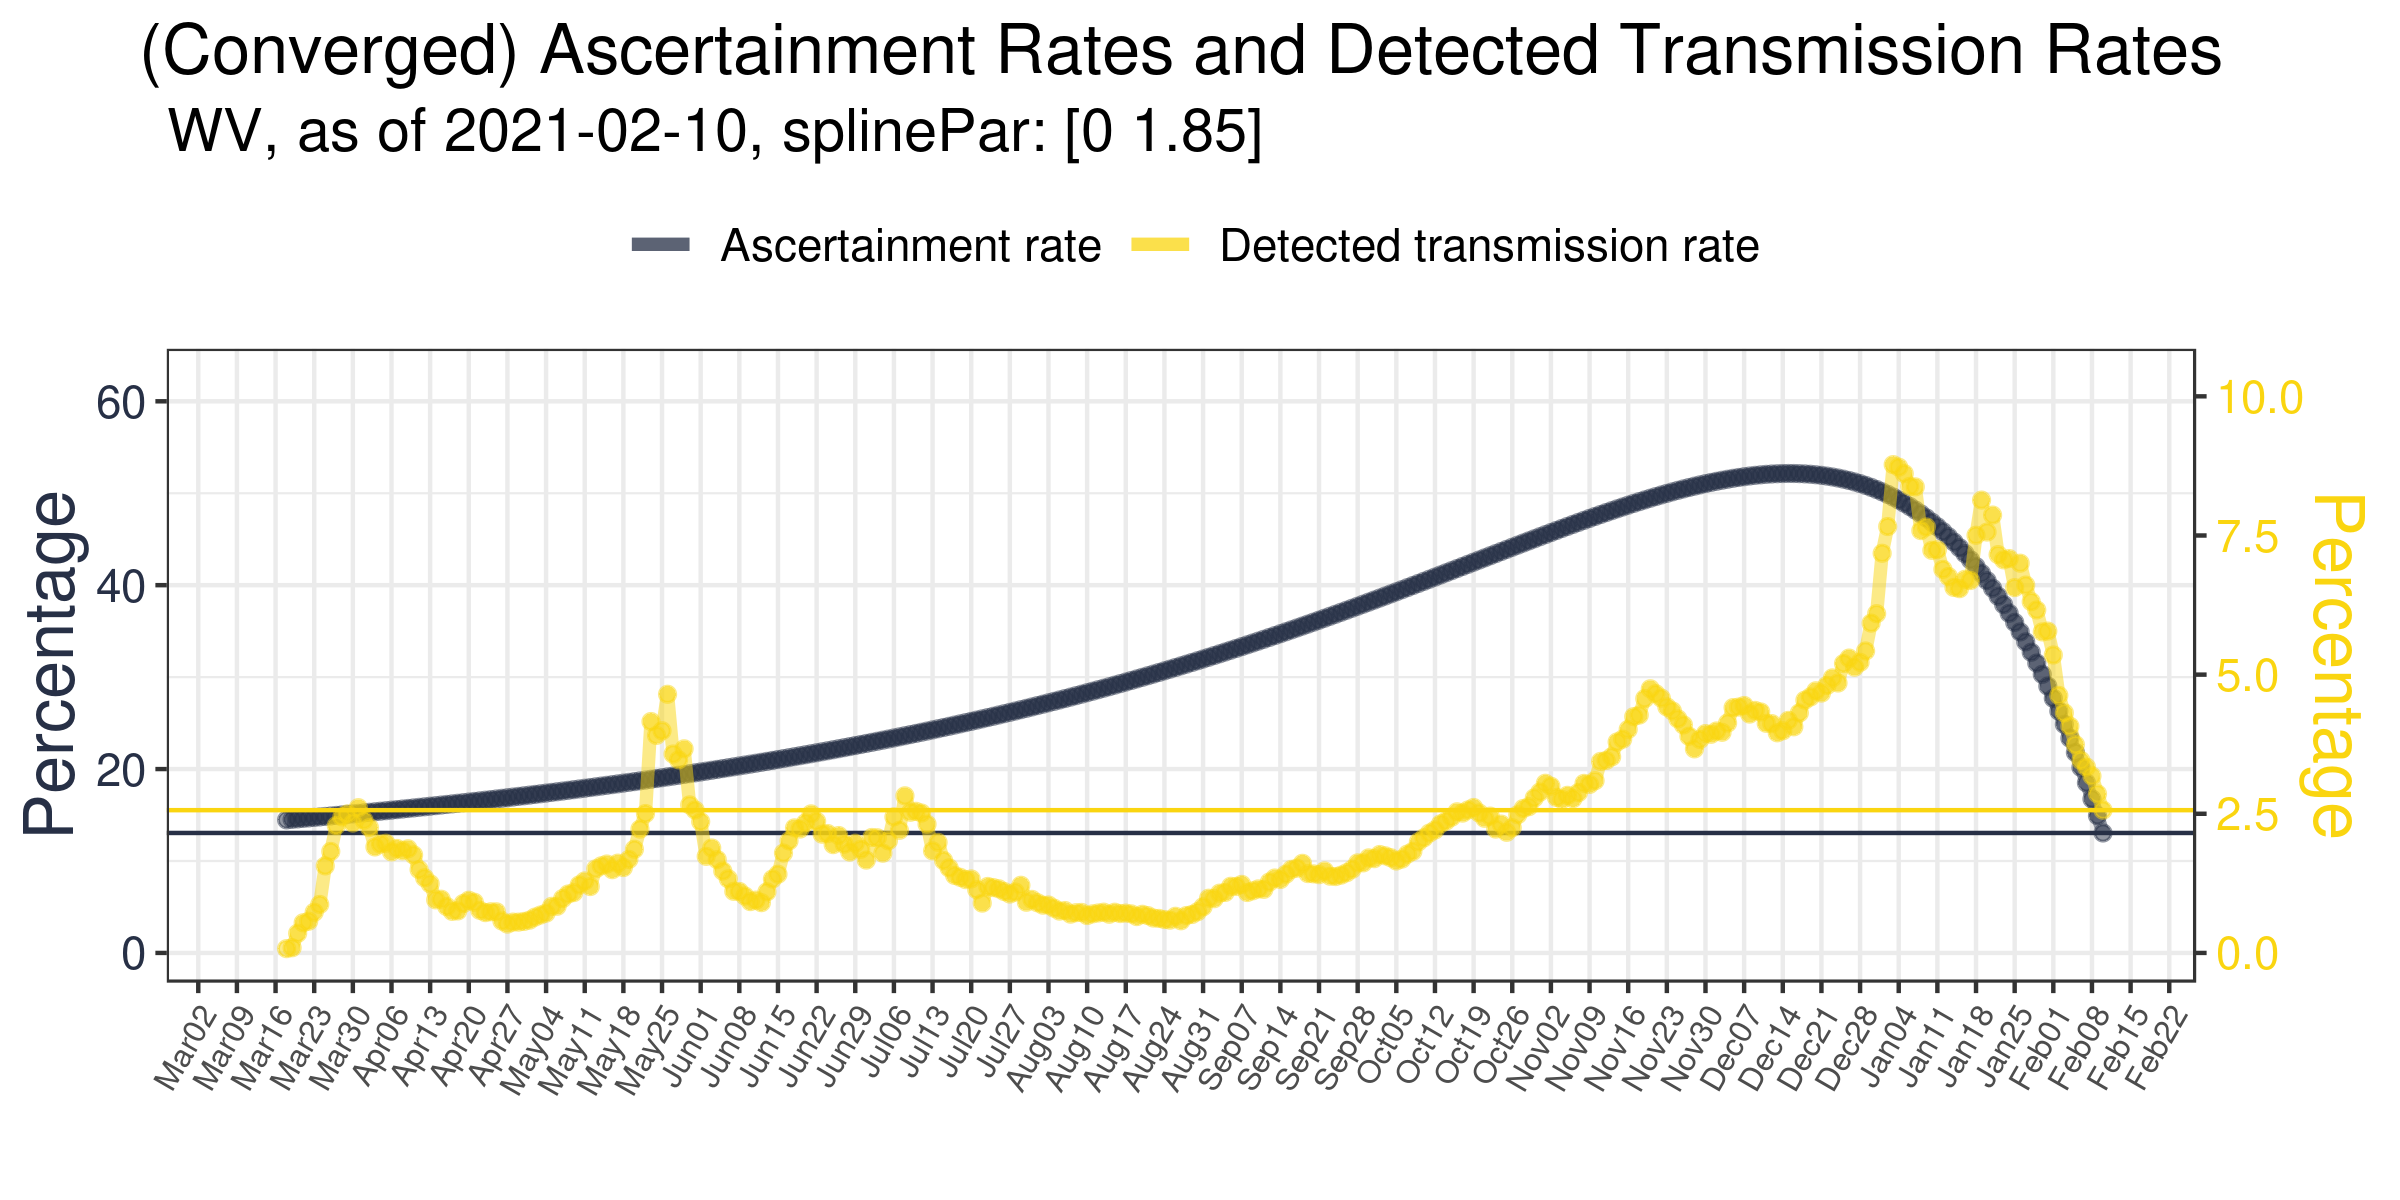 (Converged) Ascertainment Rates and Detected Transmission Rates
WV, as of 2021-02-10, splinePar: [0 1.85]
Ascertainment rate
Detected transmission rate
Percentage
60
40
20
0
10.0
7.5
5.0
2.5
0.0
Percentage
Mar02
Mar09
Mar16
Mar23
Mar30
Apr06
Apr13
Apr20
Apr27
May04
May11
May18
May25
Jun01
Jun08
Jun15
Jun22
Jun29
Jul06
Jul13
Jul20
Jul27
Aug03
Aug10
Aug17
Aug24
Aug31
Sep07
Sep14
Sep21
Sep28
Oct05
Oct12
Oct19
Oct26
Nov02
Nov09
Nov16
Nov23
Nov30
Dec07
Dec14
Dec21
Dec28
Jan04
Jan11
Jan18
Jan25
Feb01
Feb08
Feb15
Feb22